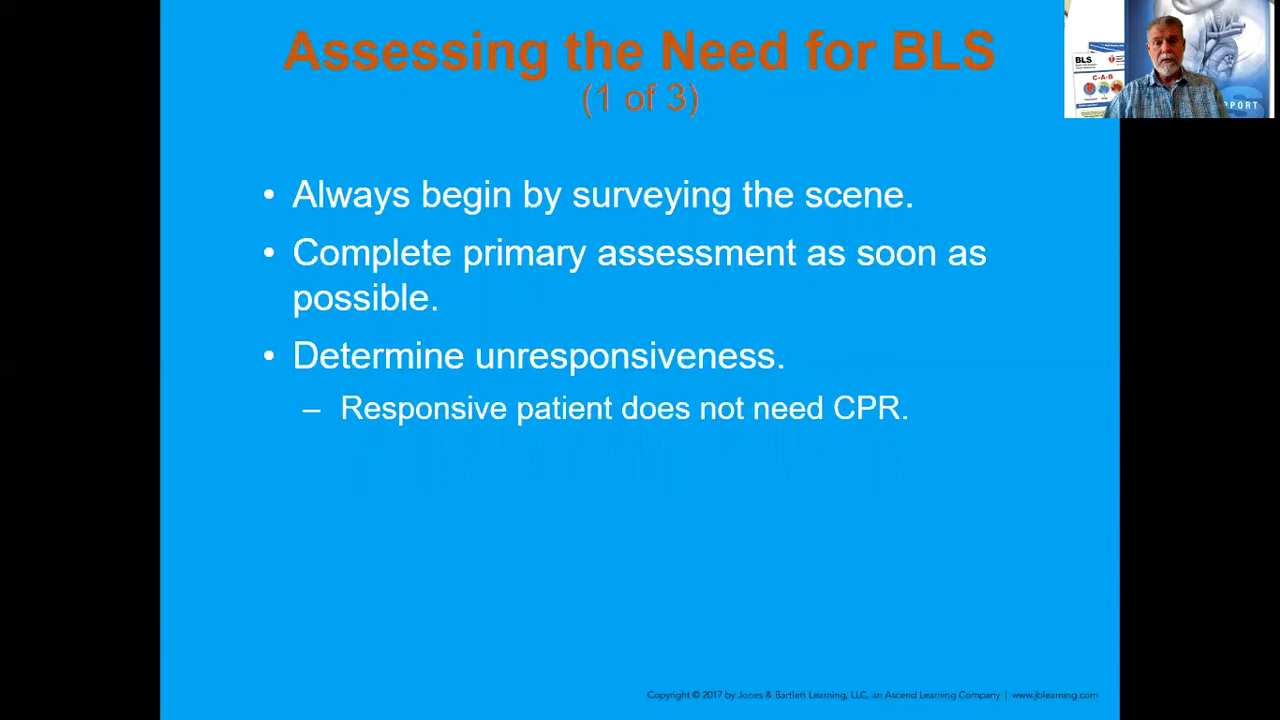 Assessing the Need for BLS
(1 of 3)
• Always begin by surveying the scene.
• Complete primary assessment as soon as
possible.
• Determine unresponsiveness.
– Responsive patient does not need CPR.
BLS
C-A-B
PORT
Copyright © 2017 by Jones & Bartlett Learning, LLC, an Ascend Learning Company | www.jblearning.com